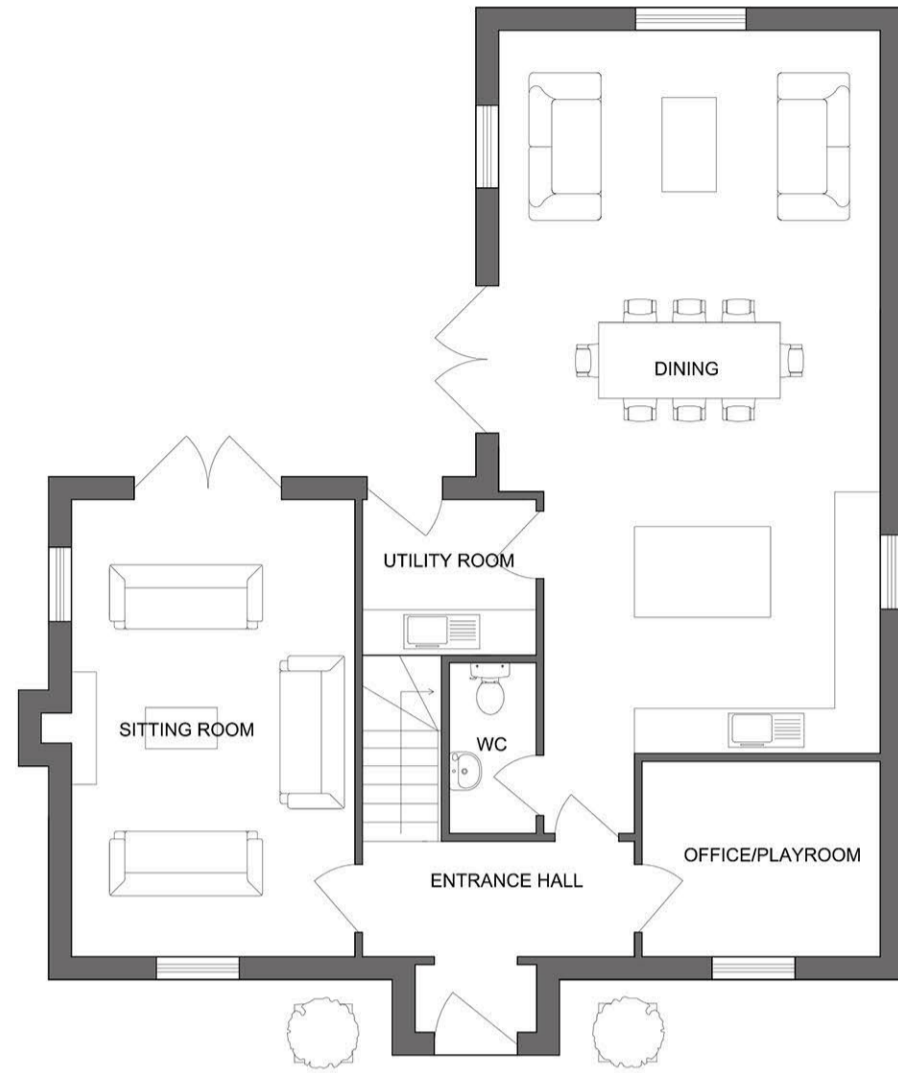 DINING
UTILITY ROOM
SITTING ROOM
WC
OFFICE/PLAYROOM
ENTRANCE HALL